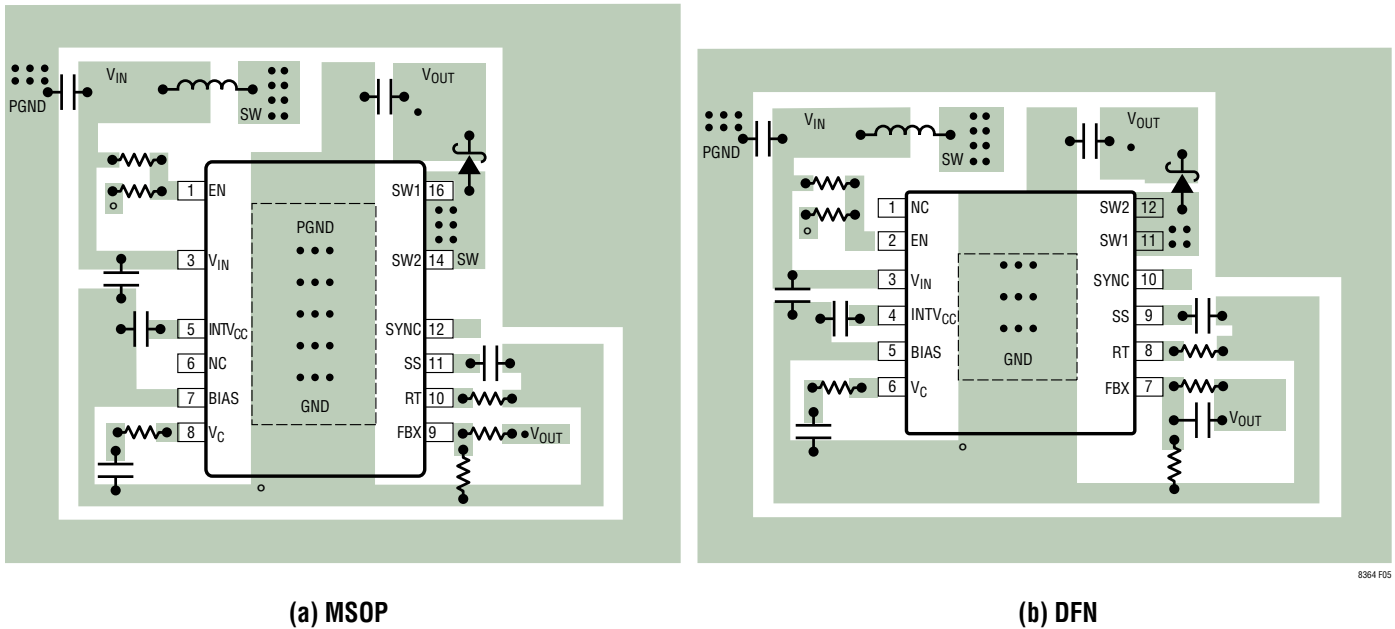 PGND
VIN
SW
VOUT
1 EN
3 VIN
5 INTVCC
6 NC
7 BIAS
8 VC
PGND
GND
SW1 16
SW2 14 SW
SYNC 12
SS 11
RT 10
FBX 9
VOUT
(a) MSOP
PGND
VIN
SW
VOUT
1 NC
2 EN
3 VIN
4 INTVCC
5 BIAS
6 VC
GND
SW2 12
SW1 11
SYNC 10
SS 9
RT 8
FBX 7
VOUT
8364 F05
(b) DFN